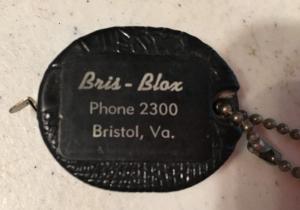 Bris - Blox
Phone 2300
Bristol, Va.